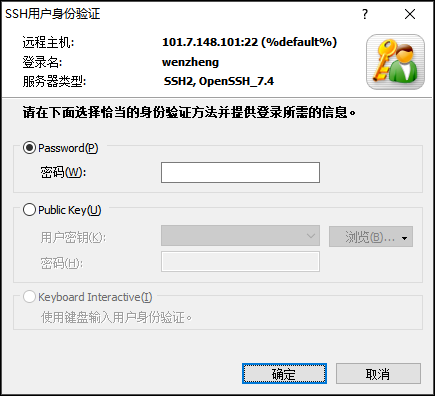 SSH用户身份验证
远程主机: 101.7.148.101:22 (%default%)
登录名: wenzheng
服务器类型: SSH2, OpenSSH_7.4
请在下面选择恰当的身份验证方法并提供登录所需的信息。
Password(P)
密码(W):
Public Key(U)
用户密钥(K): 浏览(B)...
密码(H):
Keyboard Interactive(I)
使用键盘输入用户身份验证。
确定 取消